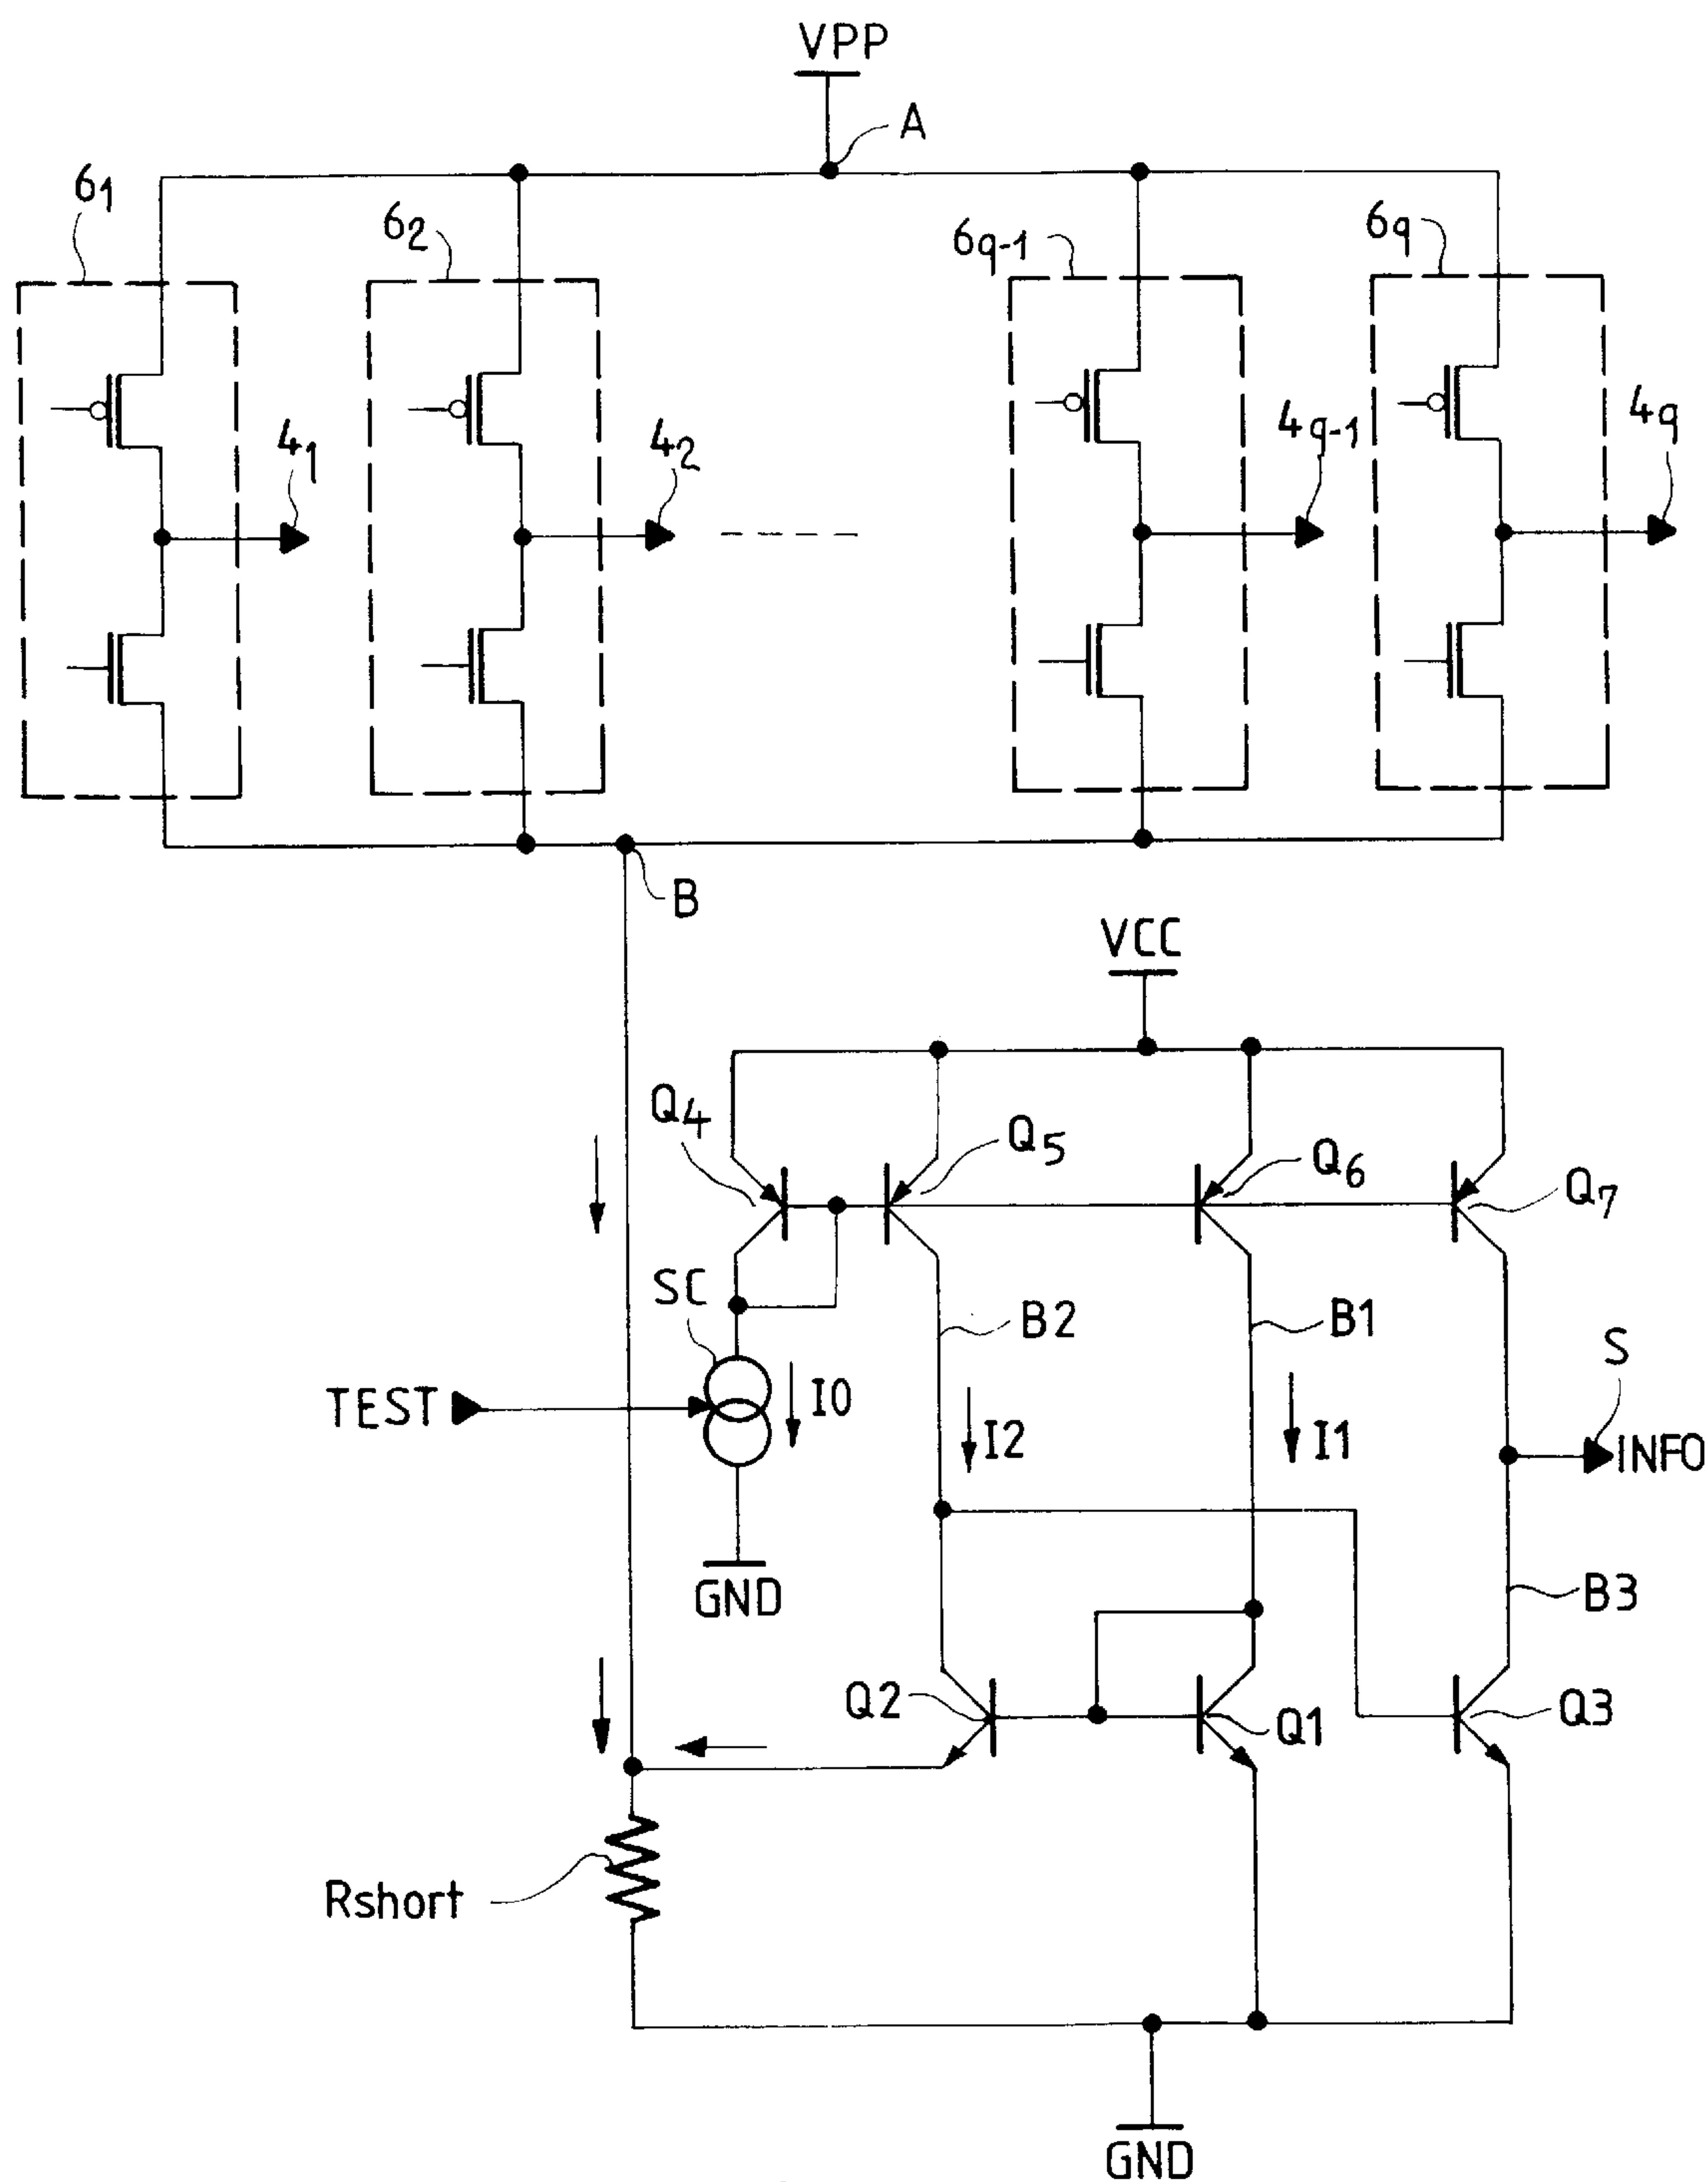 VPP
A
61
62
6q-1
6q
41
42
4q-1
4q
B
VCC
Q4
Q5
Q6
Q7
SC
B2
B1
S
TEST
I0
I2
I1
INFO
GND
B3
Q2
Q1
Q3
Rshort
GND